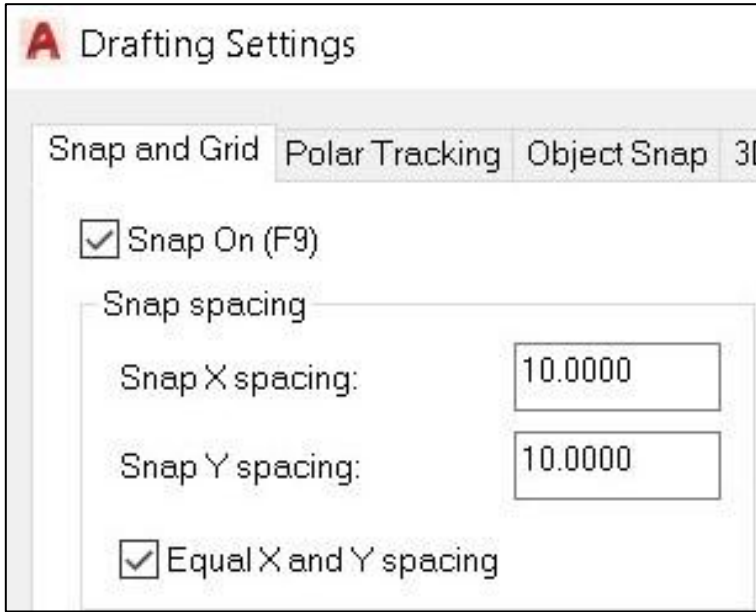 Drafting Settings
Snap and Grid Polar Tracking Object Snap
Snap On (F9)
Snap spacing
Snap X spacing: 10.0000
Snap Y spacing: 10.0000
Equal X and Y spacing